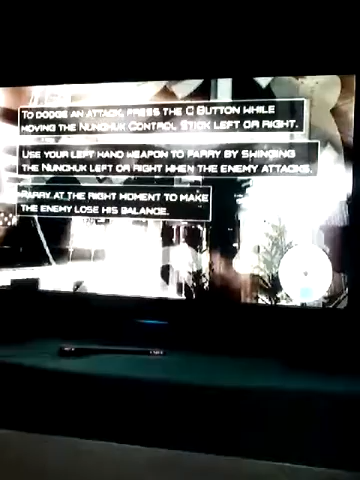 TO DODGE AN ATTACK, PRESS THE C BUTTON WHILE
MOVING THE NUNCHUK CONTROL STICK LEFT OR RIGHT.
USE YOUR LEFT HAND WEAPON TO PARRY BY SWINGING
THE NUNCHUK LEFT OR RIGHT WHEN THE ENEMY ATTACKS.
PARRY AT THE RIGHT MOMENT TO MAKE
THE ENEMY LOSE HIS BALANCE.